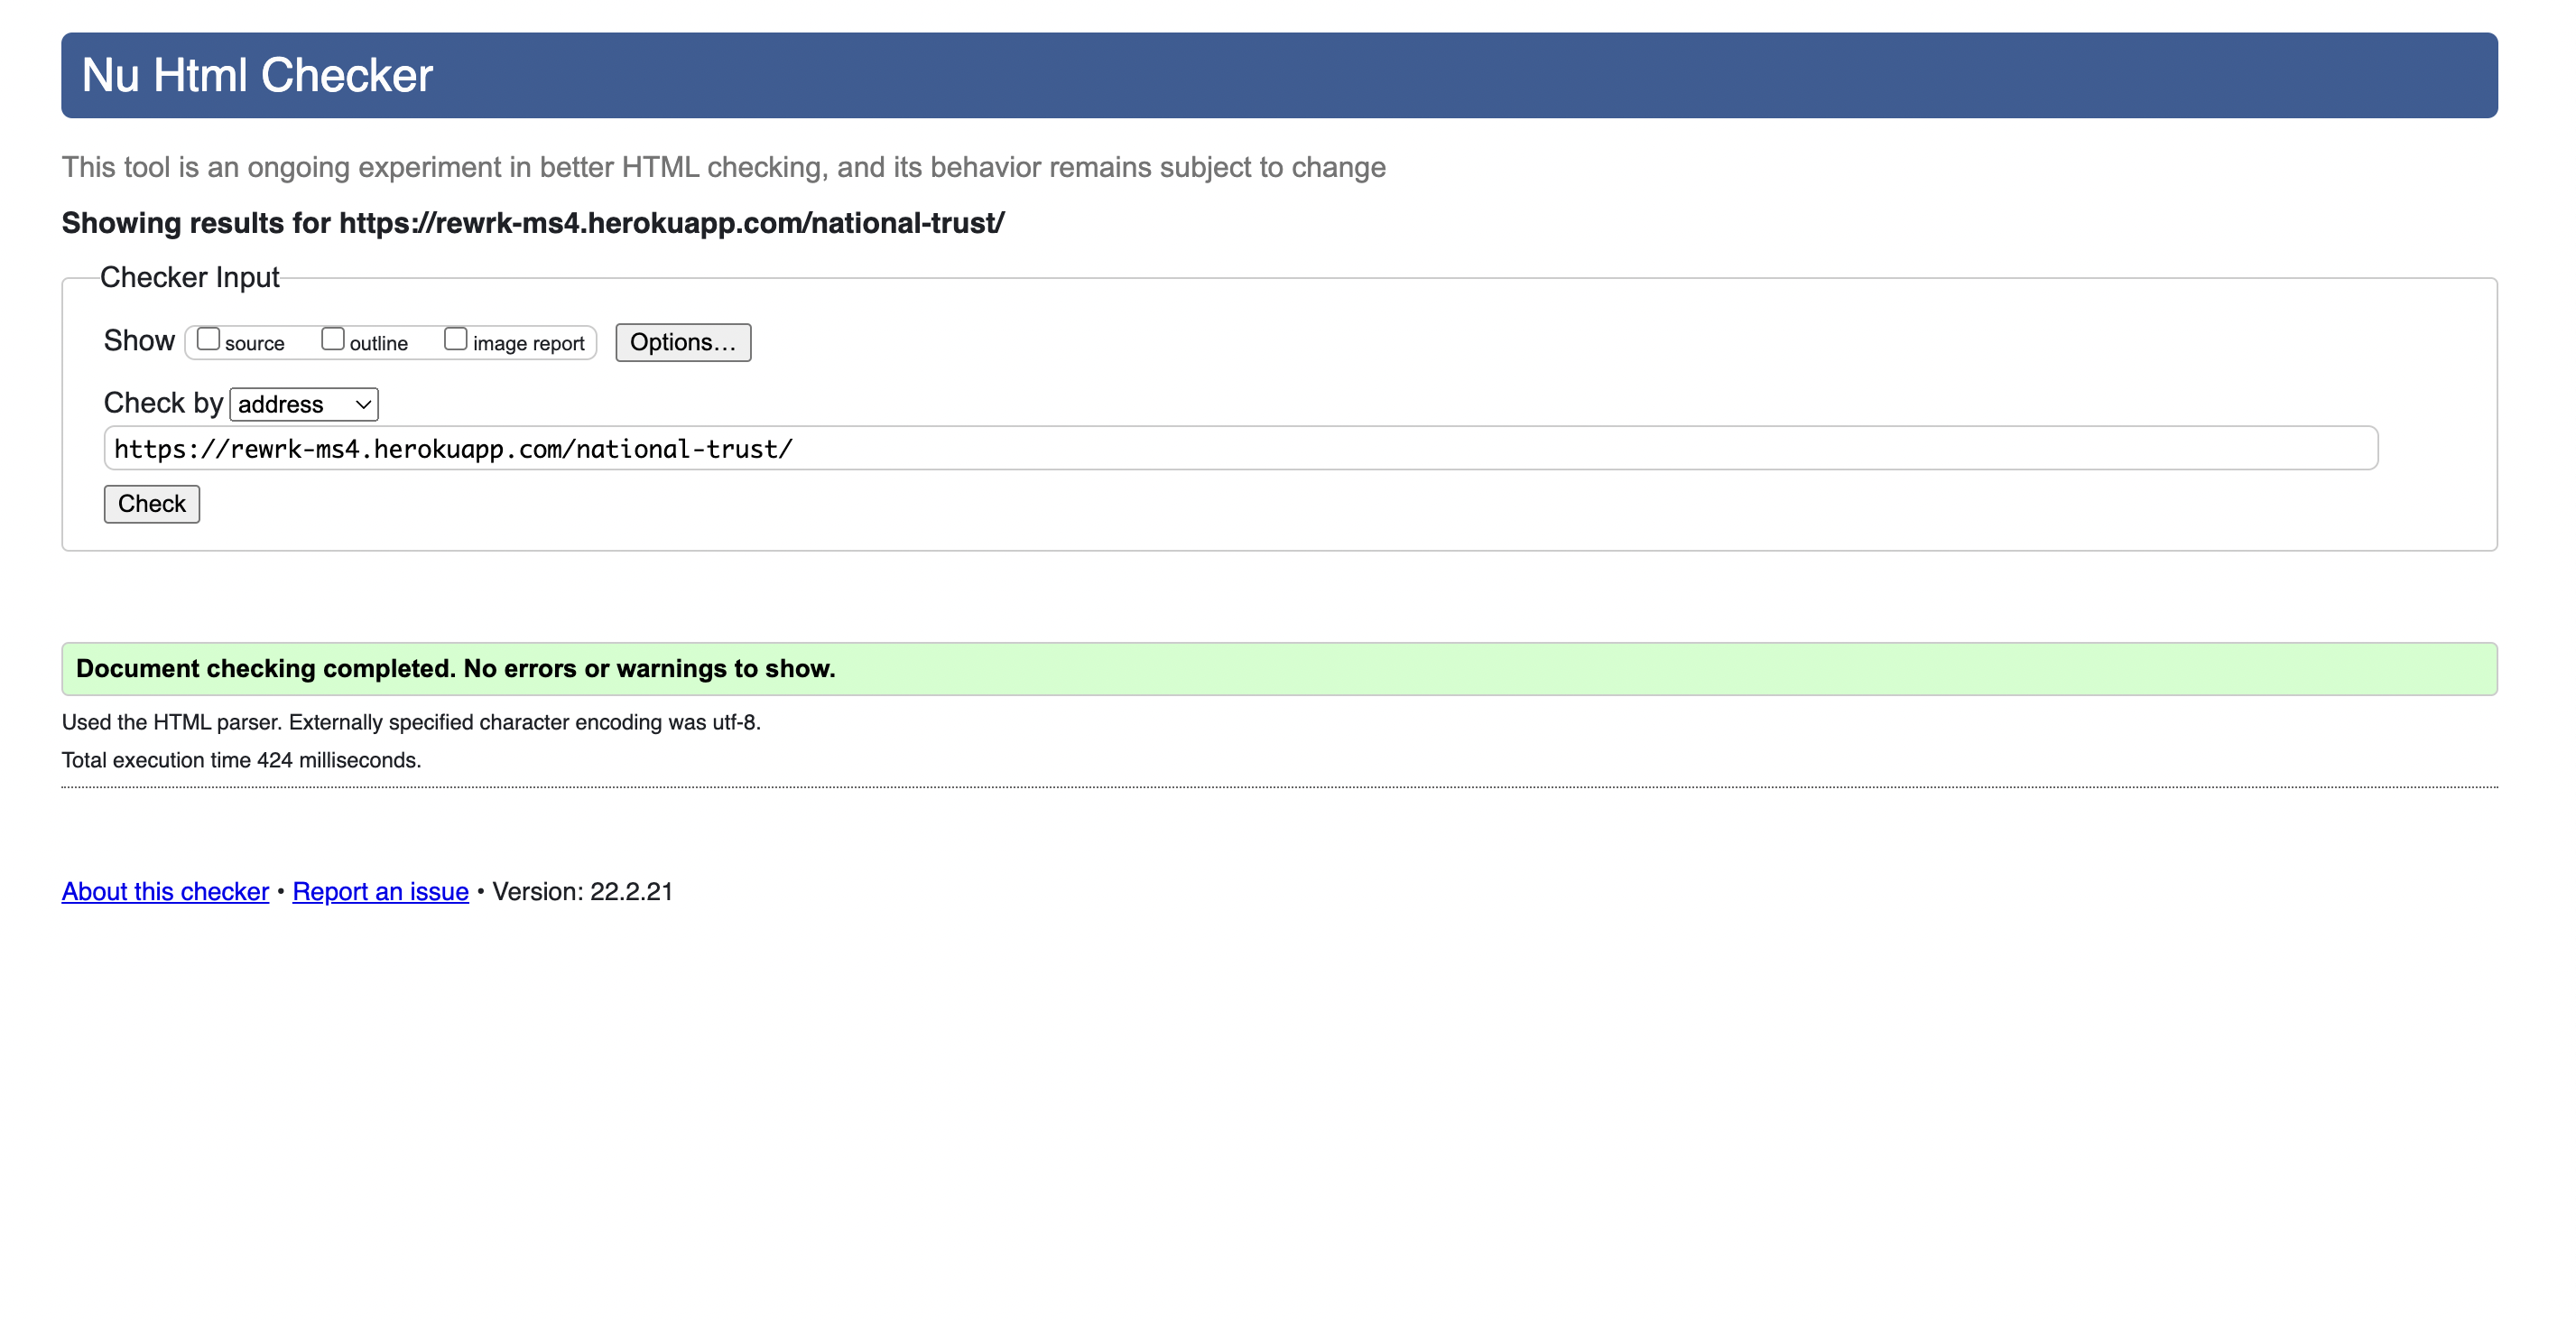 Nu Html Checker
This tool is an ongoing experiment in better HTML checking, and its behavior remains subject to change
Showing results for https://rewrk-ms4.herokuapp.com/national-trust/
Checker Input
Show source outline image report Options...
Check by address
https://rewrk-ms4.herokuapp.com/national-trust/
Check
Document checking completed. No errors or warnings to show.
Used the HTML parser. Externally specified character encoding was utf-8.
Total execution time 424 milliseconds.
About this checker • Report an issue • Version: 22.2.21